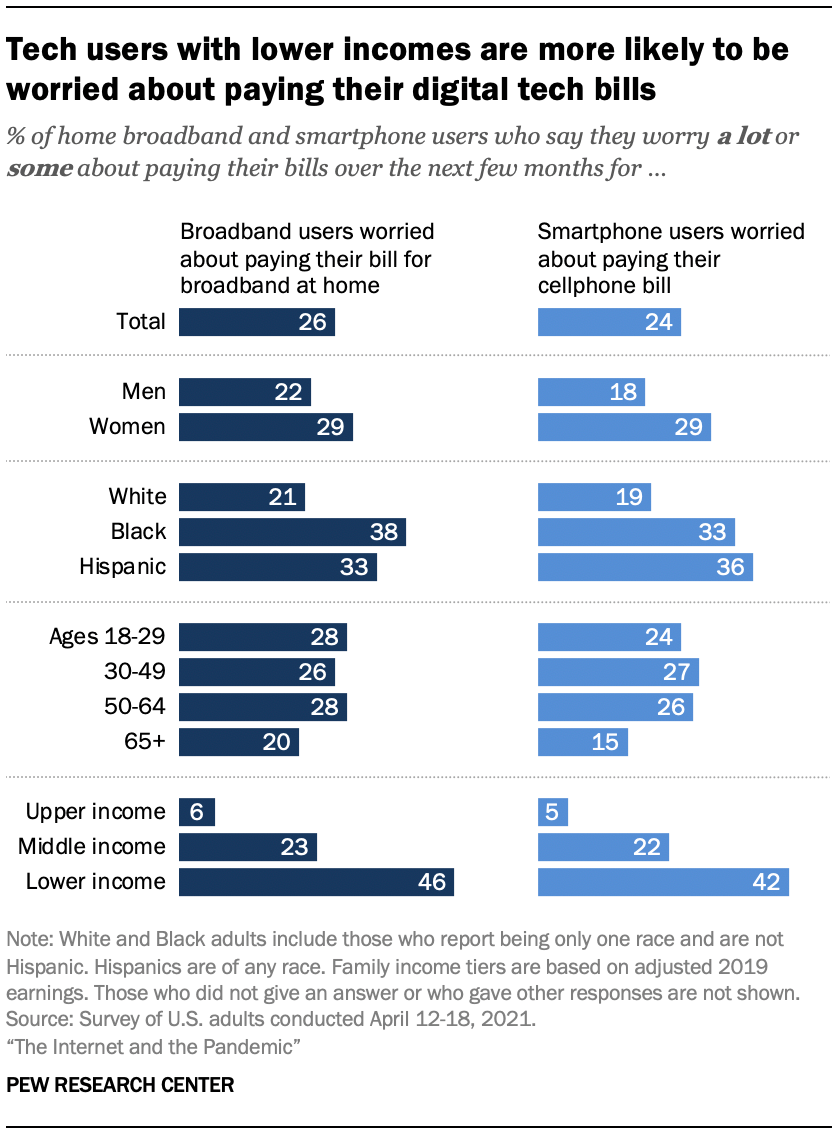 Tech users with lower incomes are more likely to be
worried about paying their digital tech bills
% of home broadband and smartphone users who say they worry a lot or
some about paying their bills over the next few months for ...
Broadband users worried
about paying their bill for
broadband at home
Smartphone users worried
about paying their
cellphone bill
Total 26 24
Men 22 18
Women 29 29
White 21 19
Black 38 33
Hispanic 33 36
Ages 18-29 28 24
30-49 26 27
50-64 28 26
65+ 20 15
Upper income 6 5
Middle income 23 22
Lower income 46 42
Note: White and Black adults include those who report being only one race and are not
Hispanic. Hispanics are of any race. Family income tiers are based on adjusted 2019
earnings. Those who did not give an answer or who gave other responses are not shown.
Source: Survey of U.S. adults conducted April 12-18, 2021.
“The Internet and the Pandemic”
PEW RESEARCH CENTER